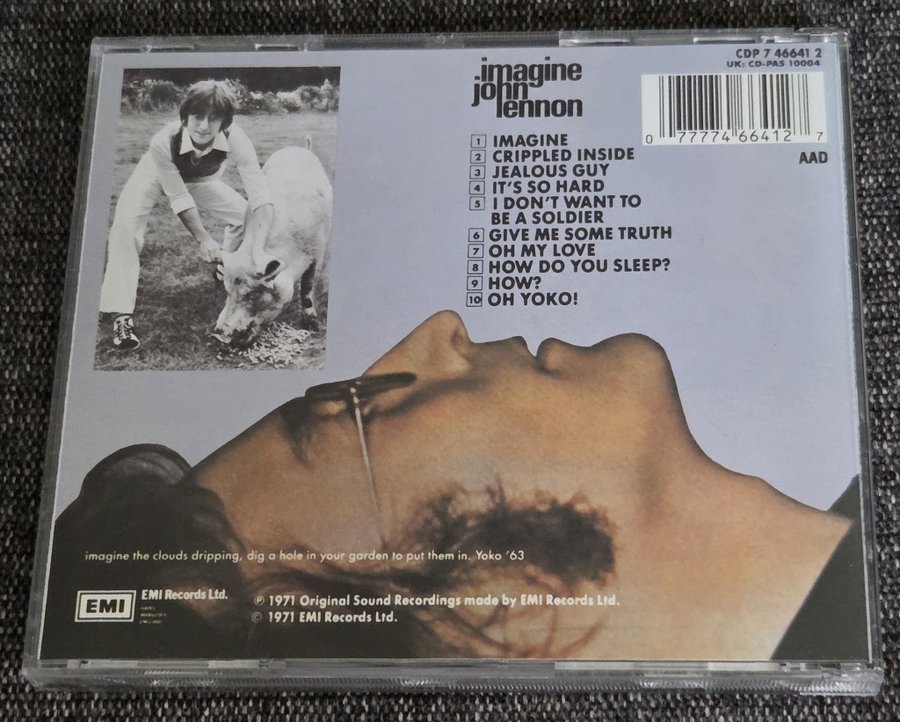 CDP 7 46641 2
UK: CD-PAS 10004
imagine
john
lennon
0 77774 66412 7
AAD
1 IMAGINE
2 CRIPPLED INSIDE
3 JEALOUS GUY
4 IT'S SO HARD
5 I DON'T WANT TO
BE A SOLDIER
6 GIVE ME SOME TRUTH
7 OH MY LOVE
8 HOW DO YOU SLEEP?
9 HOW?
10 OH YOKO!
imagine the clouds dripping, dig a hole in your garden to put them in. Yoko '63
EMI
EMI Records Ltd.
℗ 1971 Original Sound Recordings made by EMI Records Ltd.
© 1971 EMI Records Ltd.